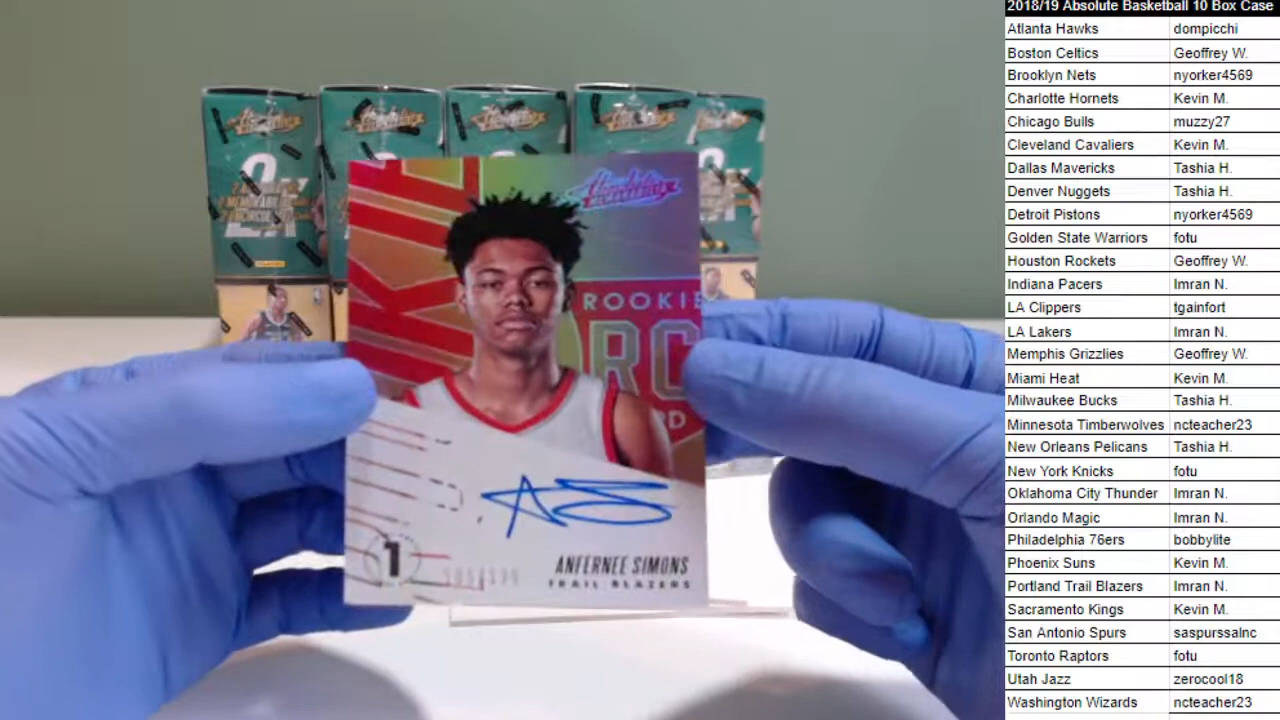 2018/19 Absolute Basketball 10 Box Case
Atlanta Hawks dompicchi
Boston Celtics Geoffrey W.
Brooklyn Nets nyorker4569
Charlotte Hornets Kevin M.
Chicago Bulls muzzy27
Cleveland Cavaliers Kevin M.
Dallas Mavericks Tashia H.
Denver Nuggets Tashia H.
Detroit Pistons nyorker4569
Golden State Warriors fotu
Houston Rockets Geoffrey W.
Indiana Pacers Imran N.
LA Clippers tgainfort
LA Lakers Imran N.
Memphis Grizzlies Geoffrey W.
Miami Heat Kevin M.
Milwaukee Bucks Tashia H.
Minnesota Timberwolves ncteacher23
New Orleans Pelicans Tashia H.
New York Knicks fotu
Oklahoma City Thunder Imran N.
Orlando Magic Imran N.
Philadelphia 76ers bobbylite
Phoenix Suns Kevin M.
Portland Trail Blazers Imran N.
Sacramento Kings Kevin M.
San Antonio Spurs saspurssalnc
Toronto Raptors fotu
Utah Jazz zerocool18
Washington Wizards ncteacher23
Absolute
ROOKIE
RC
RD
1
ANFERNEE SIMONS
TRAIL BLAZERS